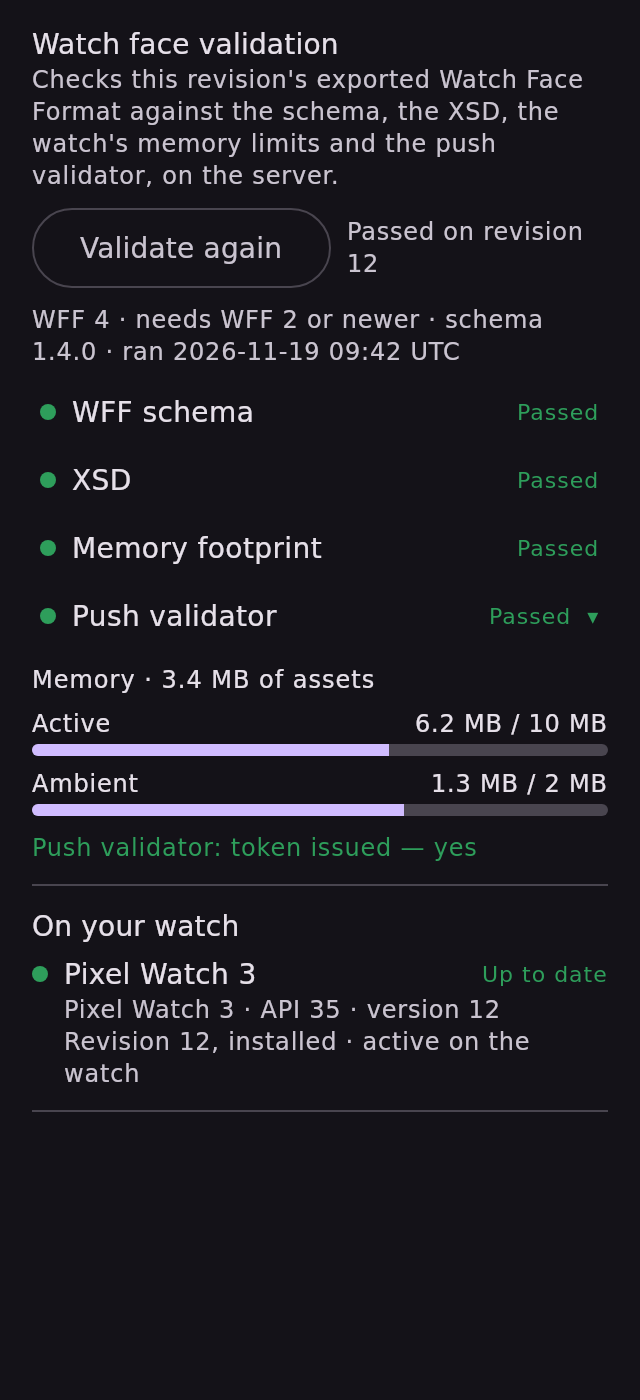 Watch face validation
Checks this revision's exported Watch Face
Format against the schema, the XSD, the
watch's memory limits and the push
validator, on the server.
Validate again
Passed on revision
12
WFF 4 · needs WFF 2 or newer · schema
1.4.0 · ran 2026-11-19 09:42 UTC
WFF schema Passed
XSD Passed
Memory footprint Passed
Push validator Passed ▾
Memory · 3.4 MB of assets
Active 6.2 MB / 10 MB
Ambient 1.3 MB / 2 MB
Push validator: token issued — yes
On your watch
Pixel Watch 3 Up to date
Pixel Watch 3 · API 35 · version 12
Revision 12, installed · active on the
watch